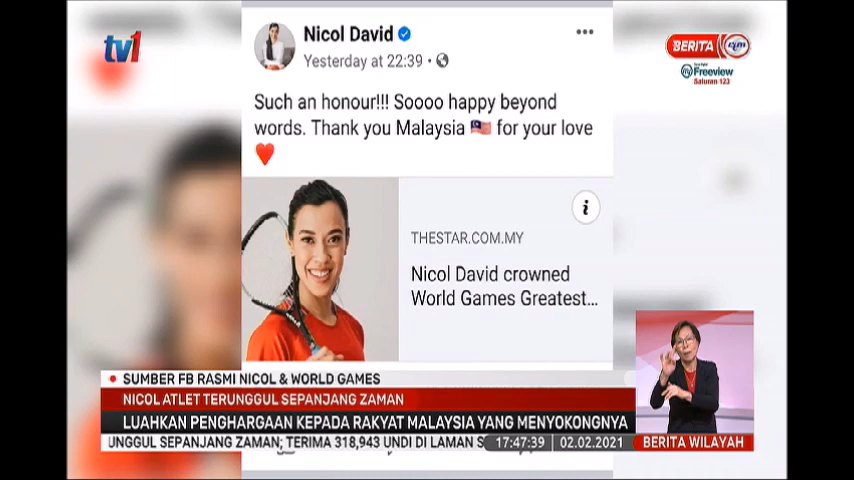 tv1
Nicol David
Yesterday at 22:39 ·
Such an honour!!! Soooo happy beyond
words. Thank you Malaysia 🇲🇾 for your love
❤️
THESTAR.COM.MY
Nicol David crowned
World Games Greatest...
BERITA rtm
Freeview
Saluran 123
SUMBER FB RASMI NICOL & WORLD GAMES
NICOL ATLET TERUNGGUL SEPANJANG ZAMAN
LUAHKAN PENGHARGAAN KEPADA RAKYAT MALAYSIA YANG MENYOKONGNYA
UNGGUL SEPANJANG ZAMAN; TERIMA 318,943 UNDI DI LAMAN S 17:47:39 02.02.2021 BERITA WILAYAH